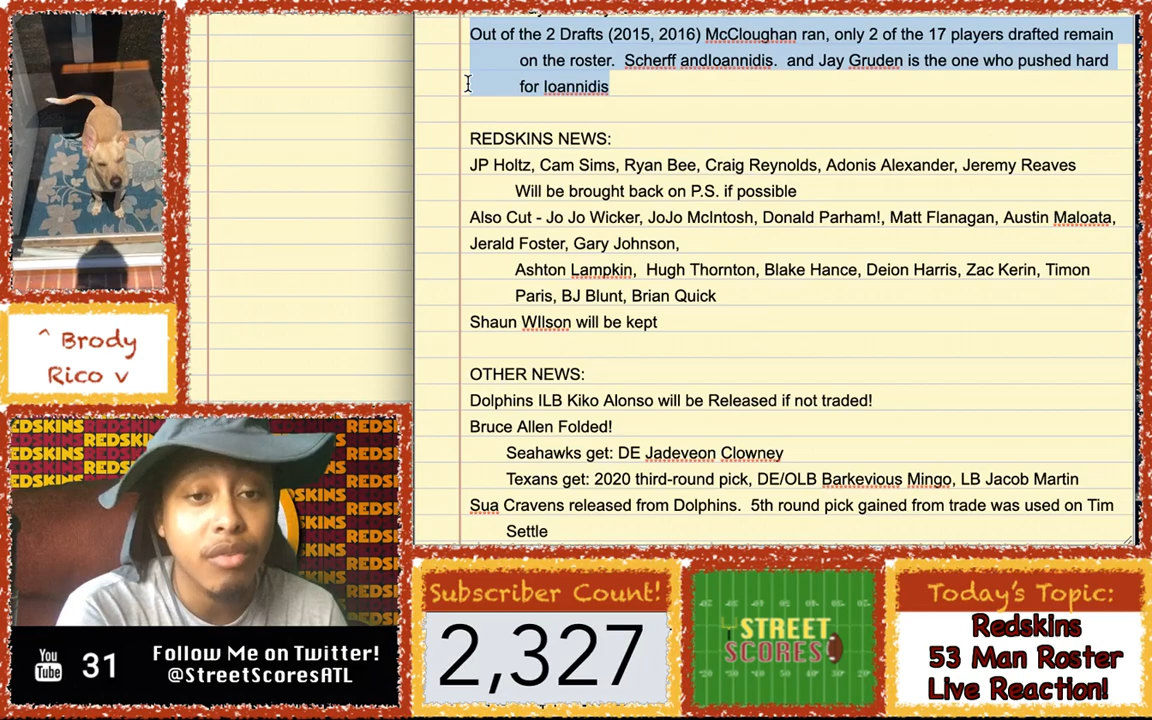 Out of the 2 Drafts (2015, 2016) McCloughan ran, only 2 of the 17 players drafted remain
on the roster.  Scherff andIoannidis.  and Jay Gruden is the one who pushed hard
for Ioannidis
REDSKINS NEWS:
JP Holtz, Cam Sims, Ryan Bee, Craig Reynolds, Adonis Alexander, Jeremy Reaves
Will be brought back on P.S. if possible
Also Cut - Jo Jo Wicker, JoJo McIntosh, Donald Parham!, Matt Flanagan, Austin Maloata,
Jerald Foster, Gary Johnson,
Ashton Lampkin,  Hugh Thornton, Blake Hance, Deion Harris, Zac Kerin, Timon
Paris, BJ Blunt, Brian Quick
Shaun WIlson will be kept
OTHER NEWS:
Dolphins ILB Kiko Alonso will be Released if not traded!
Bruce Allen Folded!
Seahawks get: DE Jadeveon Clowney
Texans get: 2020 third-round pick, DE/OLB Barkevious Mingo, LB Jacob Martin
Sua Cravens released from Dolphins.  5th round pick gained from trade was used on Tim
Settle
^ Brody
Rico v
REDSKINS
You
Tube
31
Follow Me on Twitter!
@StreetScoresATL
Subscriber Count!
2,327
STREET
SCORES
Today's Topic:
Redskins
53 Man Roster
Live Reaction!